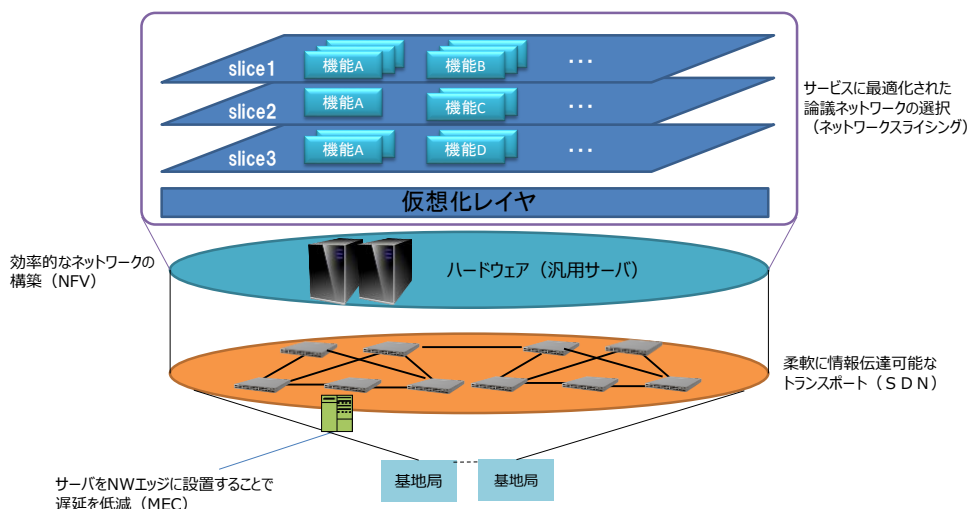 slice1
機能A
機能B
...
slice2
機能A
機能C
slice3
機能A
機能D
...
仮想化レイヤ
サービスに最適化された
論議ネットワークの選択
（ネットワークスライシング）
効率的なネットワークの
構築（NFV）
ハードウェア（汎用サーバ）
柔軟に情報伝達可能な
トランスポート（ＳＤＮ）
サーバをNWエッジに設置することで
遅延を低減（MEC）
基地局
基地局